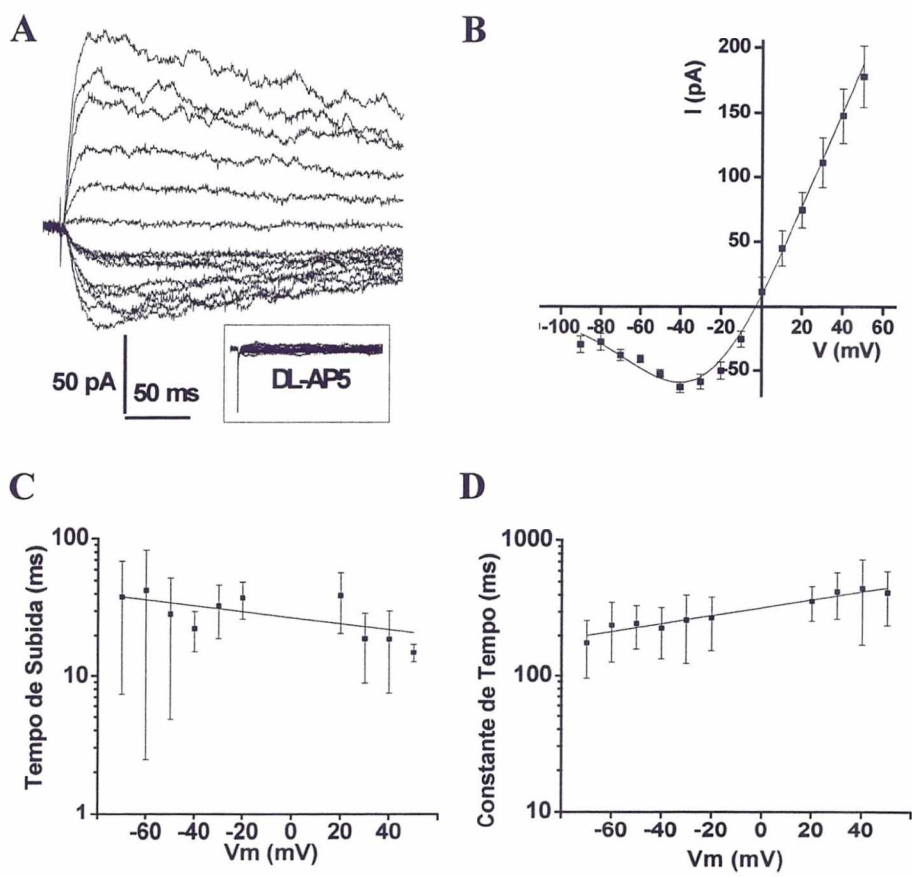 A
50 pA
50 ms
DL-AP5
B
I (pA)
200
150
100
50
-50
-100 -80 -60 -40 -20
20 40 60
V (mV)
C
Tempo de Subida (ms)
100
10
1
-60 -40 -20 0 20 40
Vm (mV)
D
Constante de Tempo (ms)
1000
100
10
-60 -40 -20 0 20 40
Vm (mV)